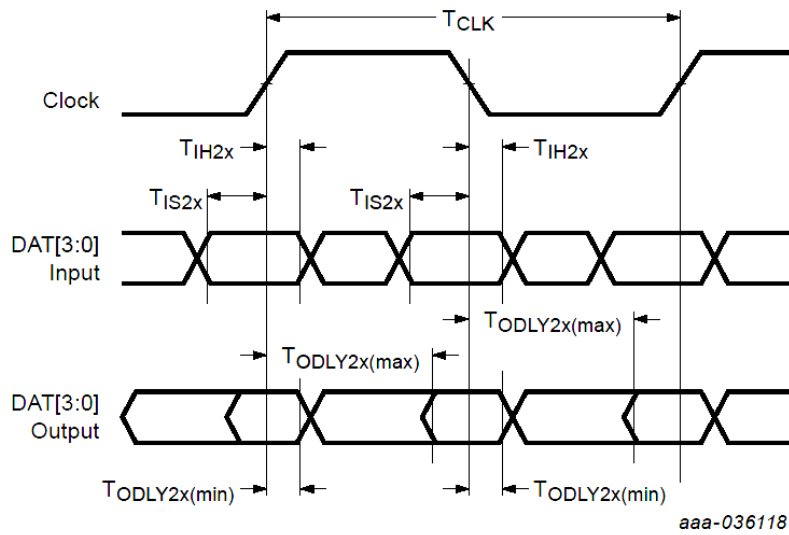 TCLK
Clock
TIH2x
TIH2x
TIS2x
TIS2x
DAT[3:0]
Input
TODLY2x(max)
TODLY2x(max)
DAT[3:0]
Output
TODLY2x(min)
TODLY2x(min)
aaa-036118